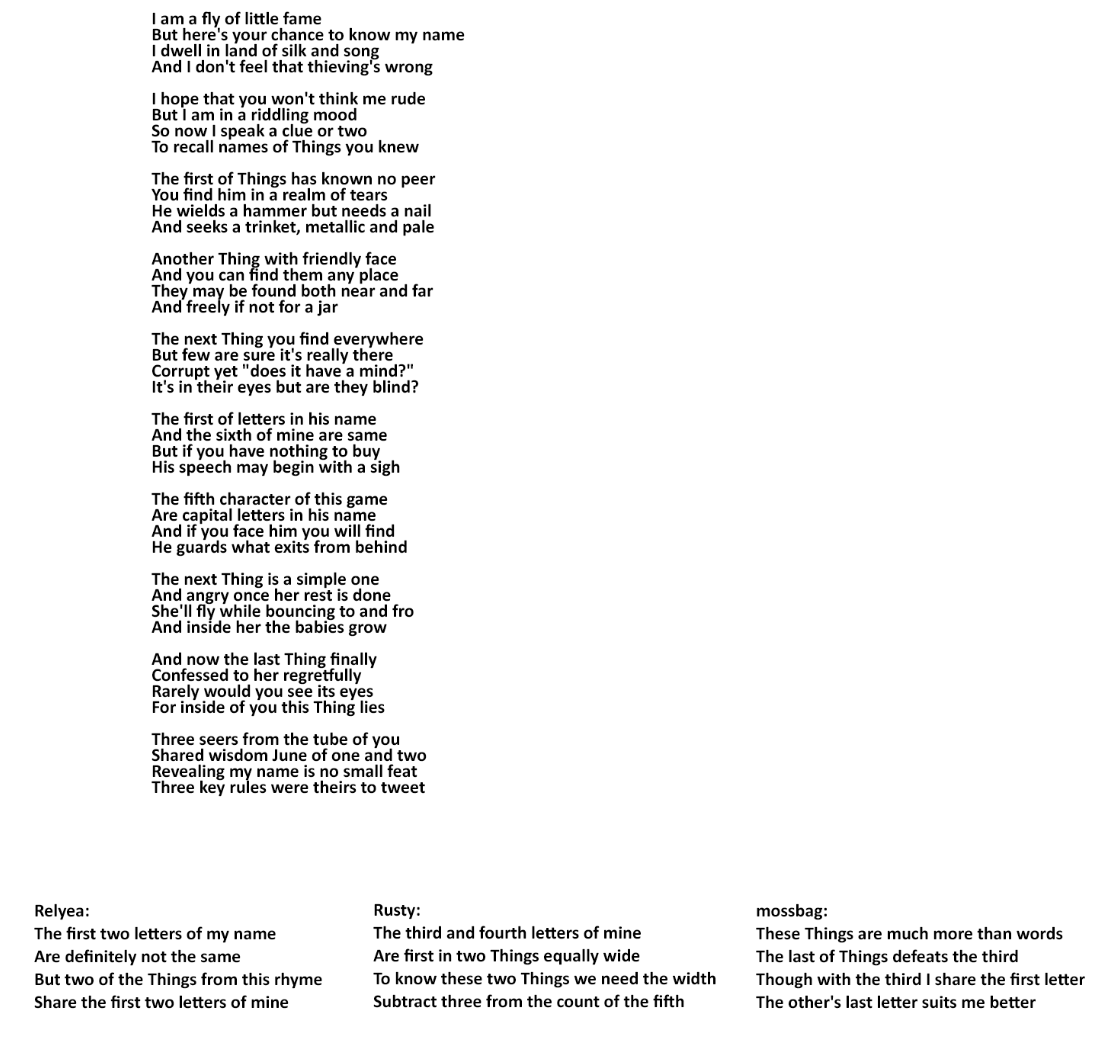 I am a fly of little fame
But here's your chance to know my name
I dwell in land of silk and song
And I don't feel that thieving's wrong
I hope that you won't think me rude
But I am in a riddling mood
So now I speak a clue or two
To recall names of Things you knew
The first of Things has known no peer
You find him in a realm of tears
He wields a hammer but needs a nail
And seeks a trinket, metallic and pale
Another Thing with friendly face
And you can find them any place
They may be found both near and far
And freely if not for a jar
The next Thing you find everywhere
But few are sure it's really there
Corrupt yet "does it have a mind?"
It's in their eyes but are they blind?
The first of letters in his name
And the sixth of mine are same
But if you have nothing to buy
His speech may begin with a sigh
The fifth character of this game
Are capital letters in his name
And if you face him you will find
He guards what exits from behind
The next Thing is a simple one
And angry once her rest is done
She'll fly while bouncing to and fro
And inside her the babies grow
And now the last Thing finally
Confessed to her regretfully
Rarely would you see its eyes
For inside of you this Thing lies
Three seers from the tube of you
Shared wisdom June of one and two
Revealing my name is no small feat
Three key rules were theirs to tweet
Relyea:
The first two letters of my name
Are definitely not the same
But two of the Things from this rhyme
Share the first two letters of mine
Rusty:
The third and fourth letters of mine
Are first in two Things equally wide
To know these two Things we need the width
Subtract three from the count of the fifth
mossbag:
These Things are much more than words
The last of Things defeats the third
Though with the third I share the first letter
The other's last letter suits me better